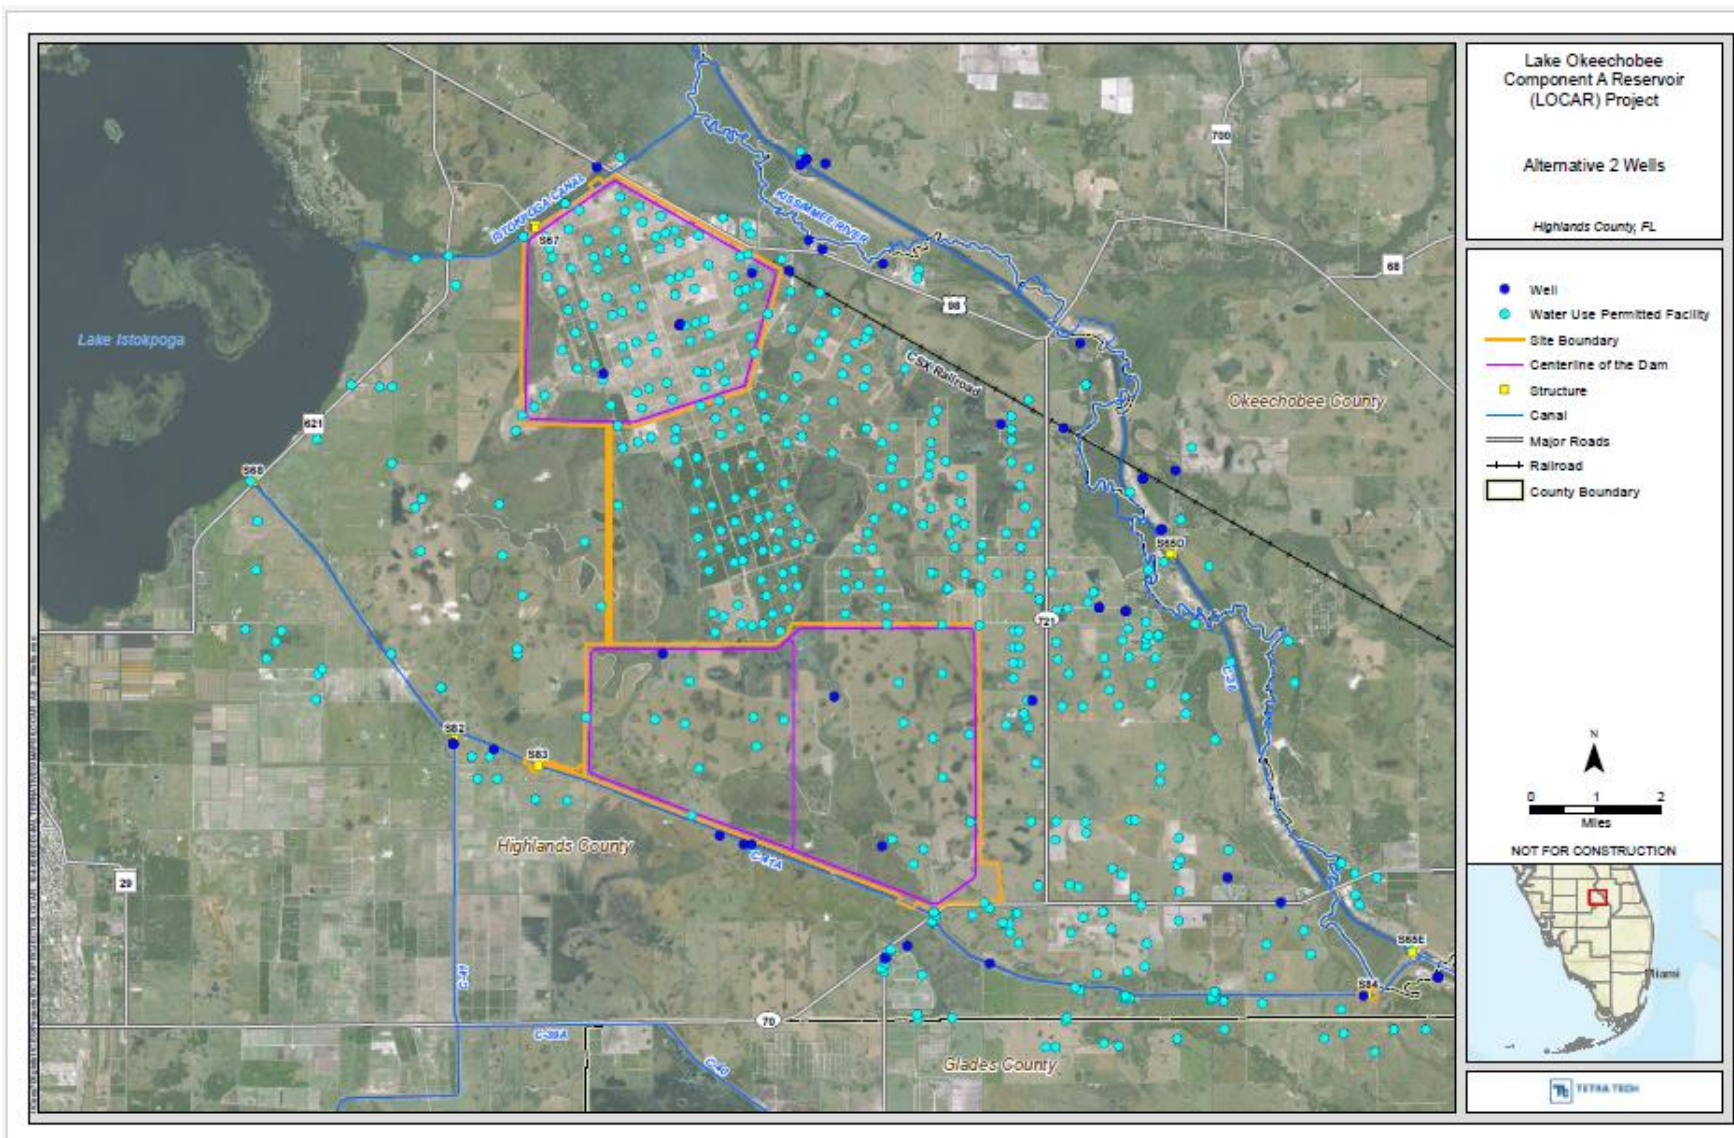 Lake Okeechobee
Component A Reservoir
(LOCAR) Project
Alternative 2 Wells
Highlands County, FL
Well
Water Use Permitted Facility
Site Boundary
Centerline of the Dam
Structure
Canal
Major Roads
Railroad
County Boundary
N
0 1 2
Miles
NOT FOR CONSTRUCTION
Miami
TETRA TECH
700
ISTOKPOGA CANAL
KISSIMMEE RIVER
S67
68
98
Lake Istokpoga
CSX Railroad
Okeechobee County
621
S68
S65D
721
C-38
S82
S83
Highlands County
C-41A
29
S65E
S84
C-41
70
C-39A
C-40
Glades County